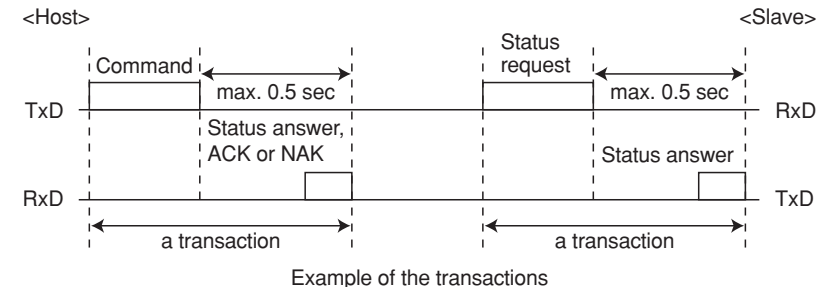 <Host>
<Slave>
Command
Status
request
max. 0.5 sec
max. 0.5 sec
TxD
RxD
Status answer,
ACK or NAK
Status answer
RxD
TxD
a transaction
a transaction
Example of the transactions